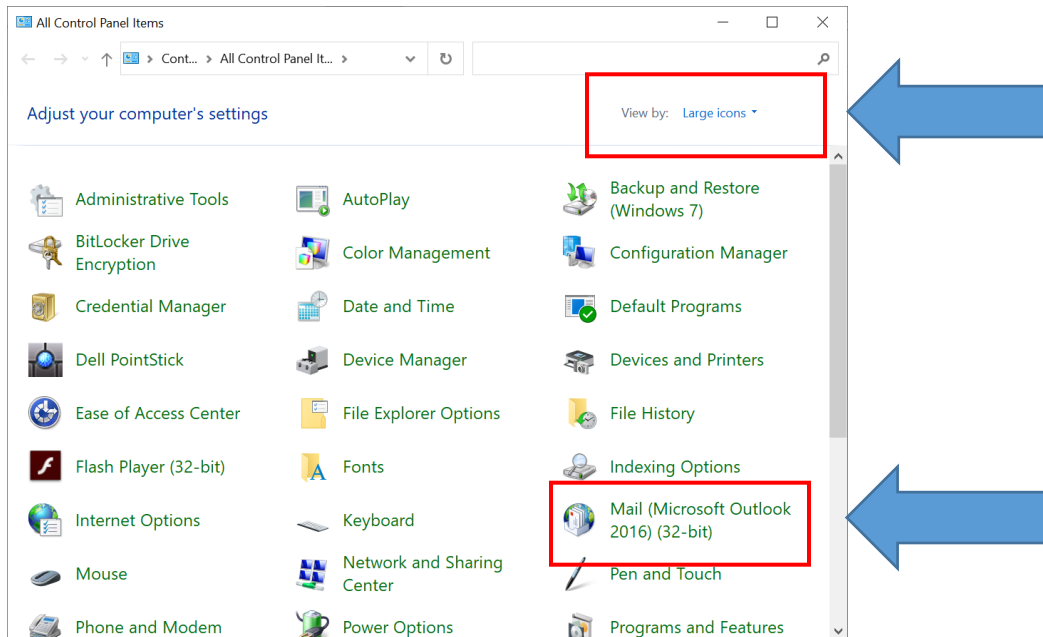 All Control Panel Items
Cont... > All Control Panel It... >
Adjust your computer's settings
View by: Large icons
Administrative Tools
AutoPlay
Backup and Restore
(Windows 7)
BitLocker Drive
Encryption
Color Management
Configuration Manager
Credential Manager
Date and Time
Default Programs
Dell PointStick
Device Manager
Devices and Printers
Ease of Access Center
File Explorer Options
File History
Flash Player (32-bit)
Fonts
Indexing Options
Internet Options
Keyboard
Mail (Microsoft Outlook
2016) (32-bit)
Mouse
Network and Sharing
Center
Pen and Touch
Phone and Modem
Power Options
Programs and Features